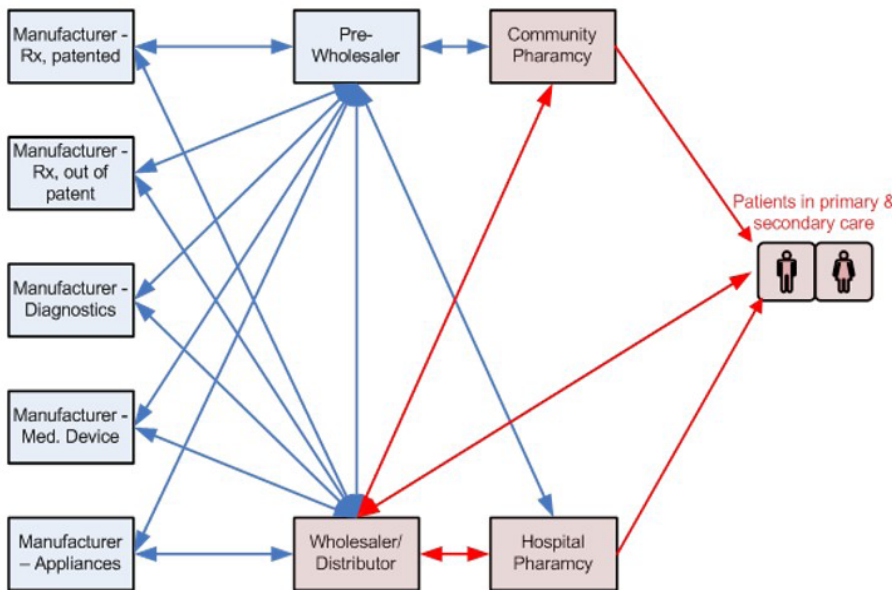 Manufacturer -
Rx, patented
Pre-
Wholesaler
Community
Pharamcy
Manufacturer -
Rx, out of
patent
Patients in primary &
secondary care
Manufacturer -
Diagnostics
Manufacturer -
Med. Device
Manufacturer
– Appliances
Wholesaler/
Distributor
Hospital
Pharamcy